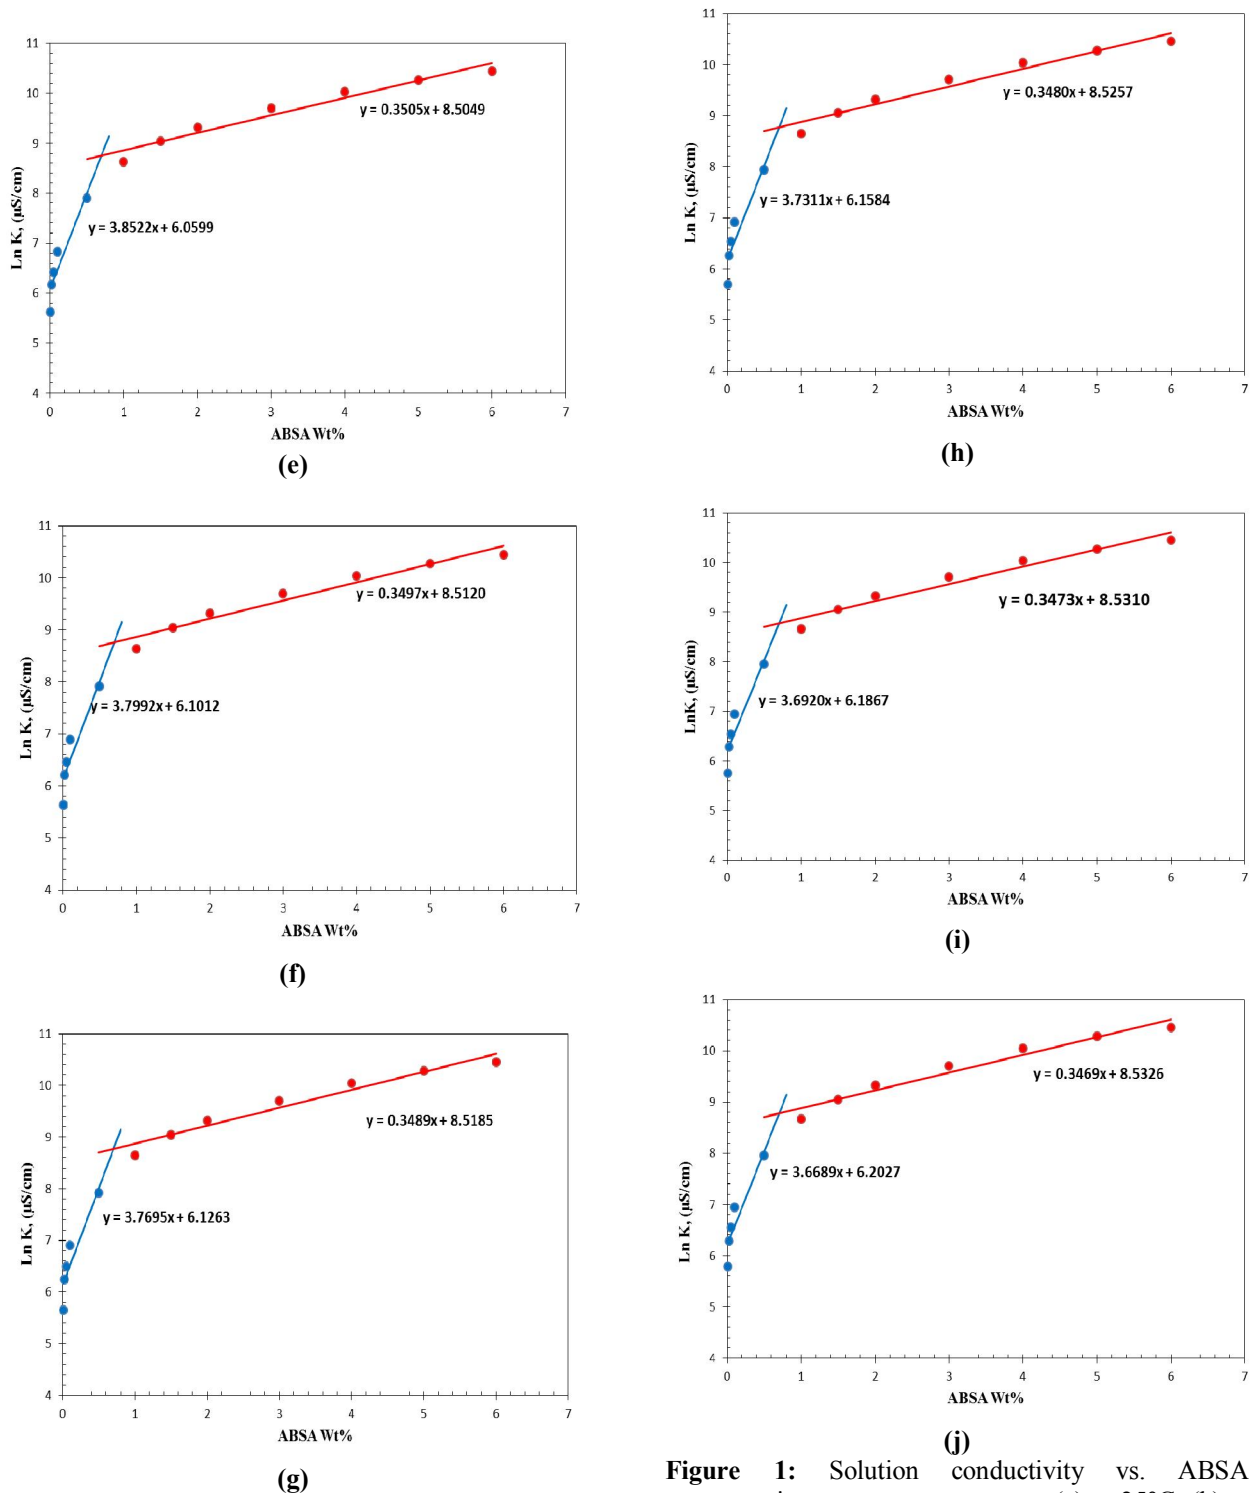 11
10
9
8
7
6
5
4
Ln K, (µS/cm)
y = 0.3505x + 8.5049
y = 3.8522x + 6.0599
0 1 2 3 4 5 6 7
ABSA Wt%
(e)
11
10
9
8
7
6
5
4
Ln K, (µS/cm)
y = 0.3497x + 8.5120
y = 3.7992x + 6.1012
0 1 2 3 4 5 6 7
ABSA Wt%
(f)
11
10
9
8
7
6
5
4
Ln K, (µS/cm)
y = 0.3489x + 8.5185
y = 3.7695x + 6.1263
0 1 2 3 4 5 6 7
ABSA Wt%
(g)
11
10
9
8
7
6
5
4
Ln K, (µS/cm)
y = 0.3480x + 8.5257
y = 3.7311x + 6.1584
0 1 2 3 4 5 6 7
ABSA Wt%
(h)
11
10
9
8
7
6
5
4
LnK, (µS/cm)
y = 0.3473x + 8.5310
y = 3.6920x + 6.1867
0 1 2 3 4 5 6 7
ABSA Wt%
(i)
11
10
9
8
7
6
5
4
Ln K, (µS/cm)
y = 0.3469x + 8.5326
y = 3.6689x + 6.2027
0 1 2 3 4 5 6 7
ABSA Wt%
(j)
Figure 1: Solution conductivity vs. ABSA